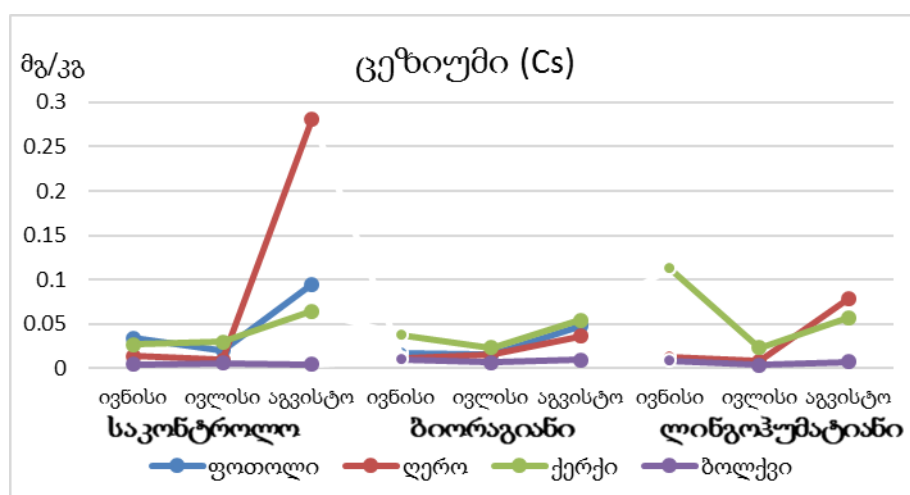 მგ/კგ
ცეზიუმი (Cs)
0.3
0.25
0.2
0.15
0.1
0.05
0
ივნისი ივლისი აგვისტო ივნისი ივლისი აგვისტო ივნისი ივლისი აგვისტო
საკონტროლო ბიორაგიანი ლინგოჰუმატიანი
ფოთოლი ღერო ქერქი ბოლქვი